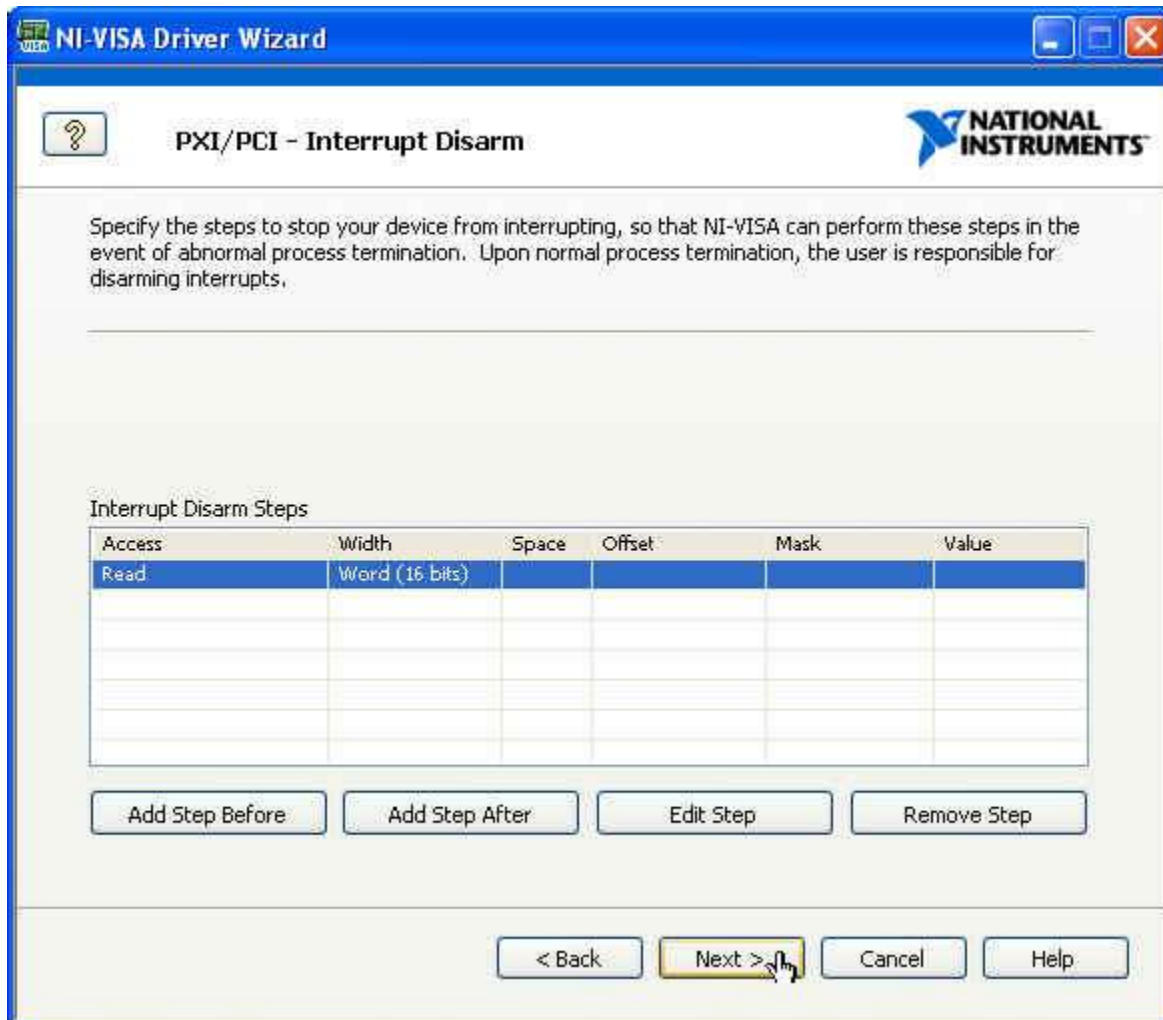 NI-VISA Driver Wizard
PXI/PCI - Interrupt Disarm
NATIONAL
INSTRUMENTS
Specify the steps to stop your device from interrupting, so that NI-VISA can perform these steps in the
event of abnormal process termination. Upon normal process termination, the user is responsible for
disarming interrupts.
Interrupt Disarm Steps
Access Width Space Offset Mask Value
Read Word (16 bits)
Add Step Before Add Step After Edit Step Remove Step
< Back Next > Cancel Help